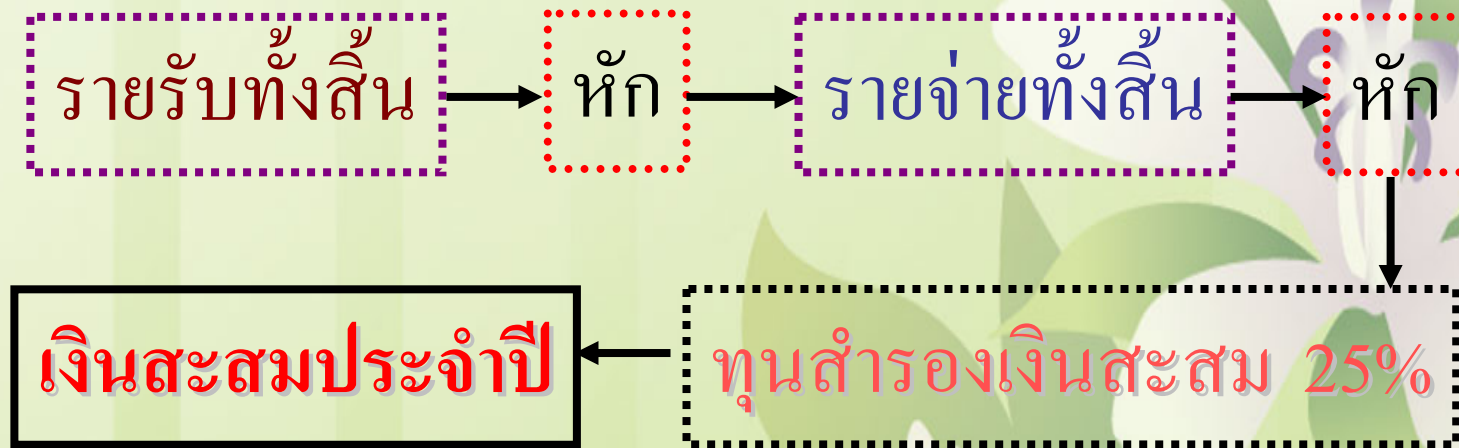 รายรับทั้งสิ้น หัก รายจ่ายทั้งสิ้น หัก
เงินสะสมประจำปี ทุนสำรองเงินสะสม 25%